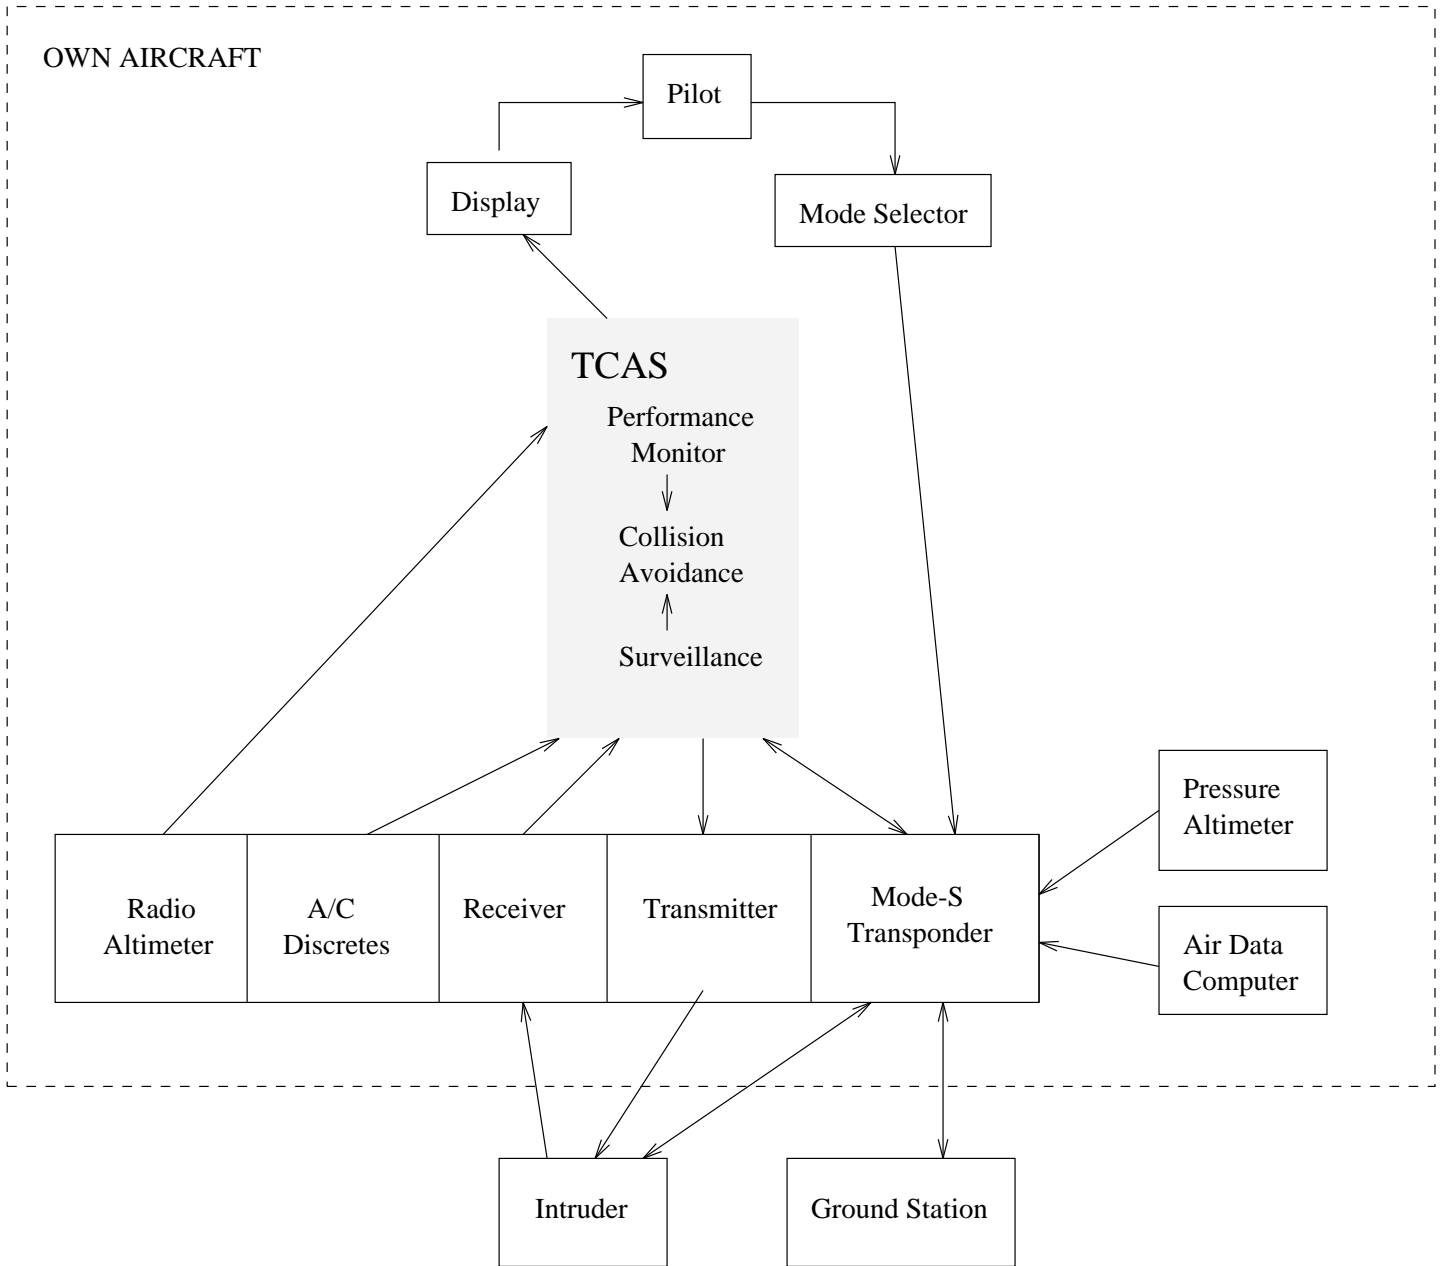 OWN AIRCRAFT
Pilot
Display
Mode Selector
TCAS
Performance
Monitor
Collision
Avoidance
Surveillance
Pressure
Altimeter
Radio
Altimeter
A/C
Discretes
Receiver
Transmitter
Mode-S
Transponder
Air Data
Computer
Intruder
Ground Station